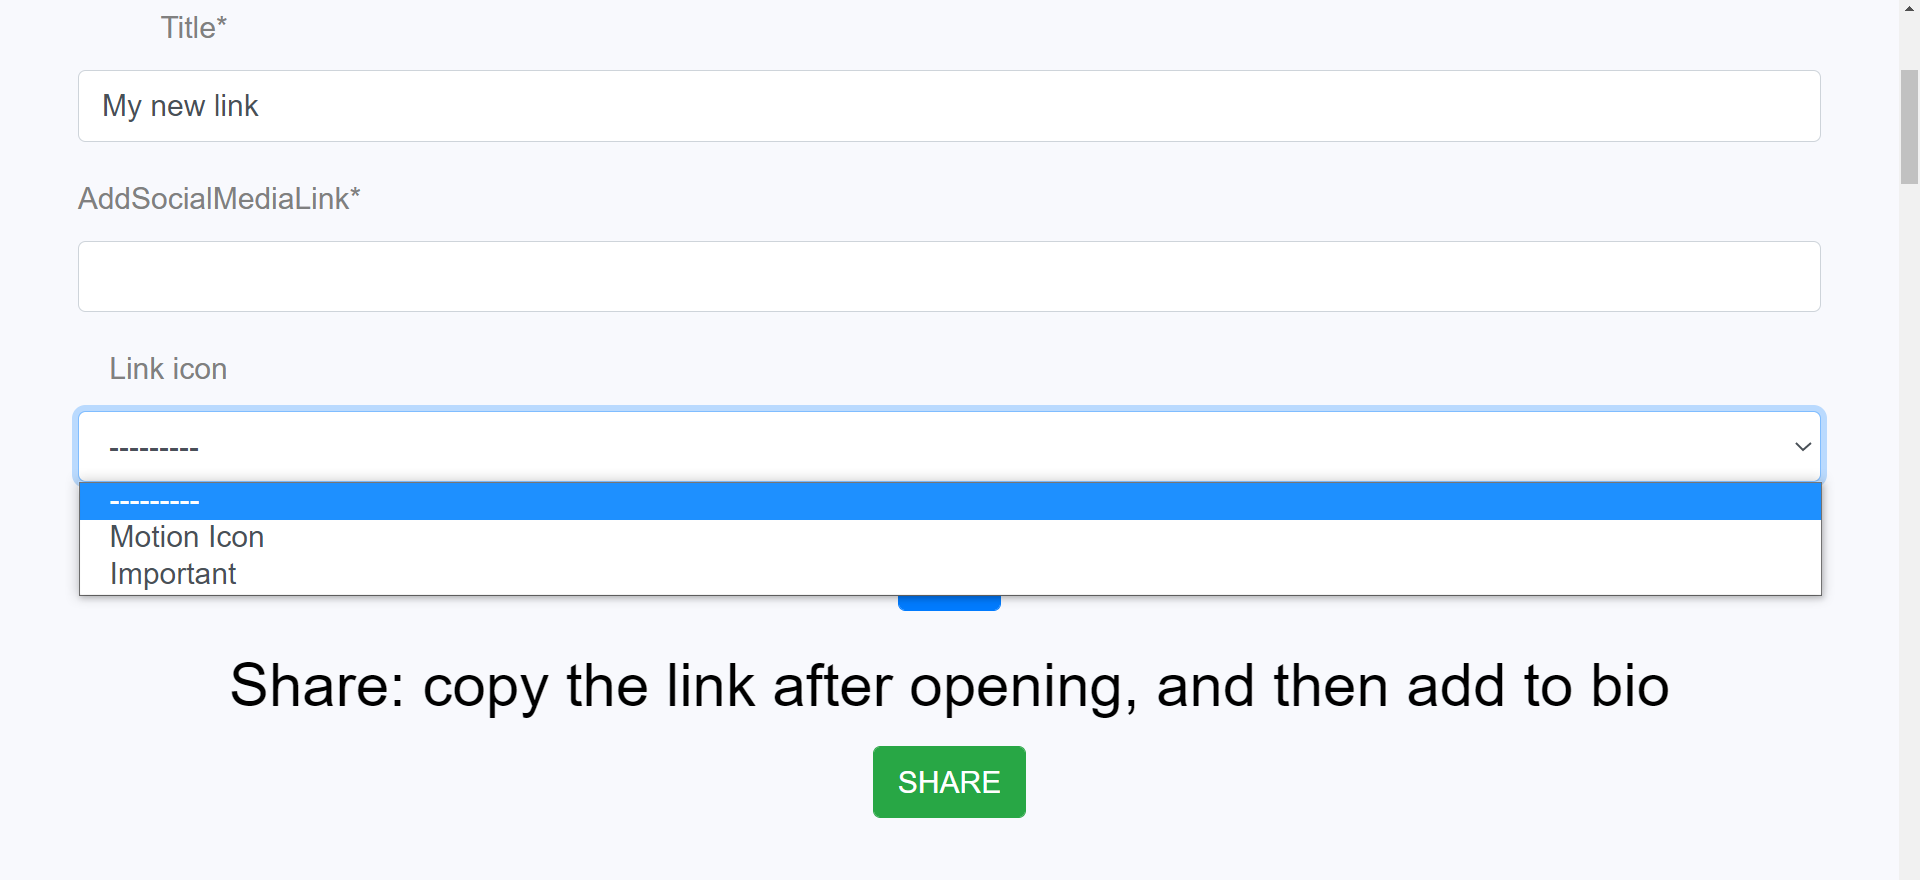 Title*
My new link
AddSocialMediaLink*
Link icon
---------
---------
Motion Icon
Important
Share: copy the link after opening, and then add to bio
SHARE